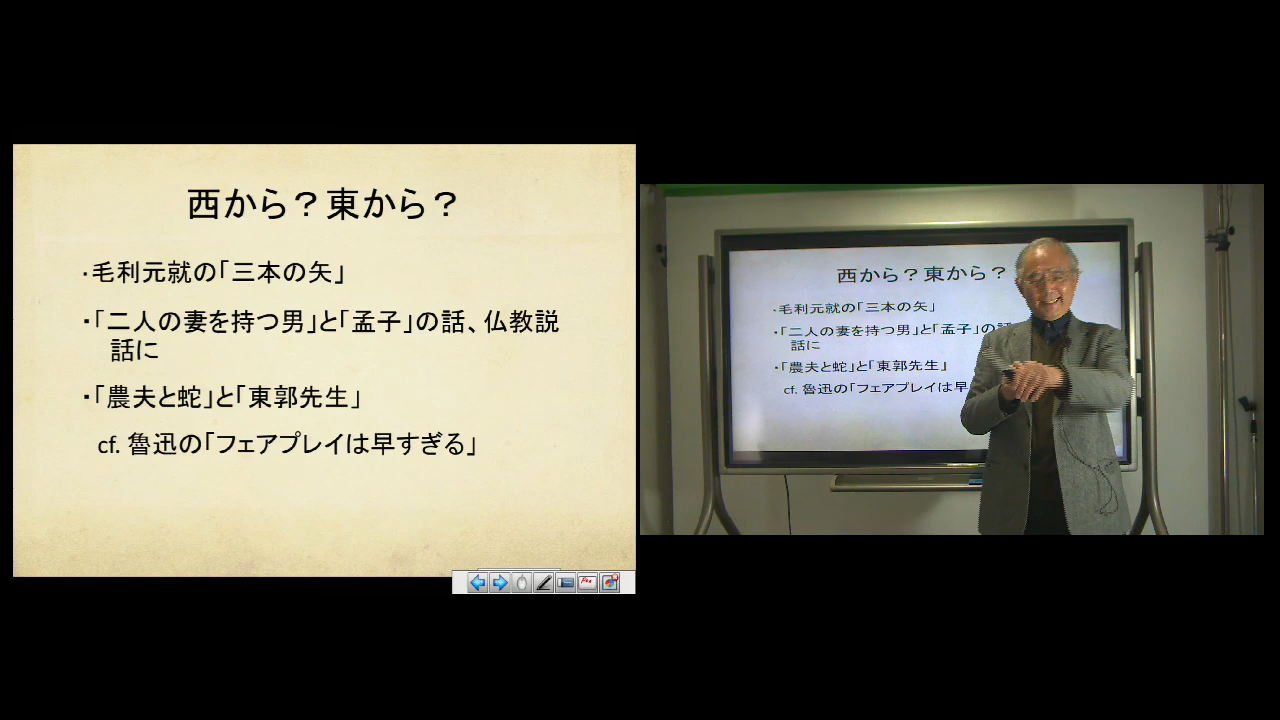 西から？東から？
・毛利元就の「三本の矢」
・「二人の妻を持つ男」と「孟子」の話、仏教説
話に
・「農夫と蛇」と「東郭先生」
cf. 魯迅の「フェアプレイは早すぎる」
西から？東から？
・毛利元就の「三本の矢」
・「二人の妻を持つ男」と「孟子」の話
話に
・「農夫と蛇」と「東郭先生」
cf. 魯迅の「フェアプレイは早